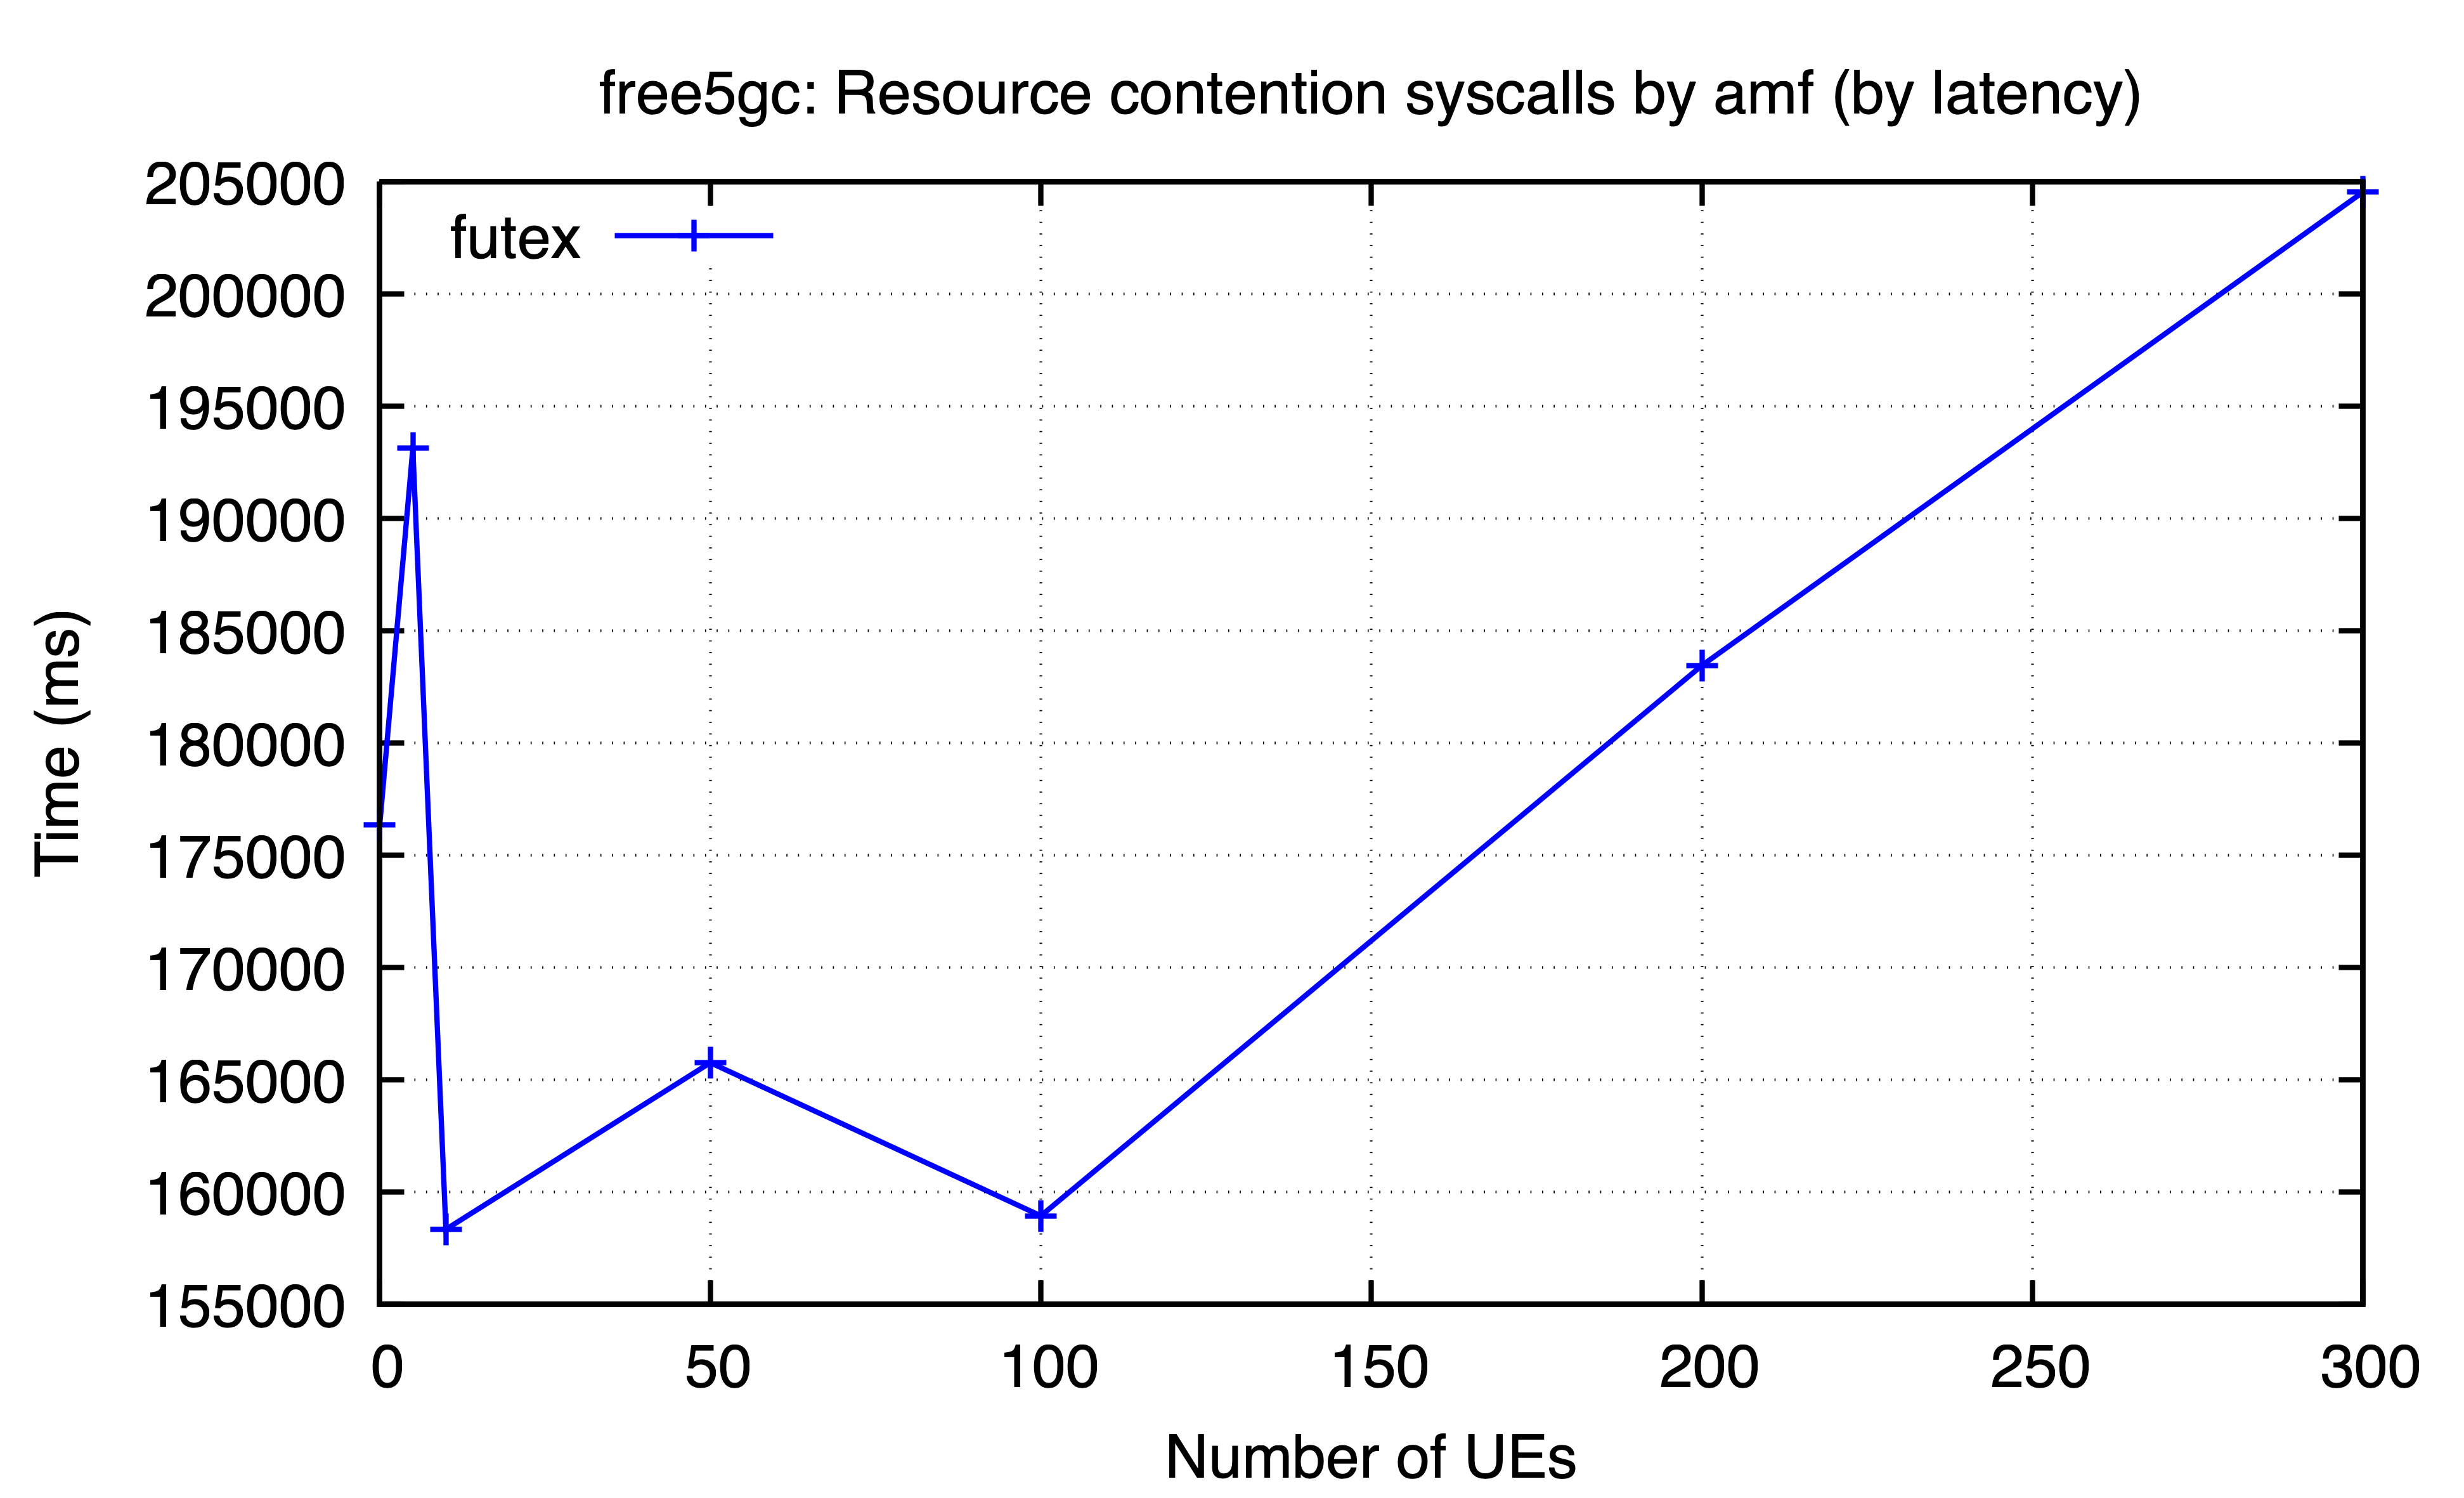 free5gc: Resource contention syscalls by amf (by latency)
205000
200000
195000
190000
185000
180000
175000
170000
165000
160000
155000
futex
Time (ms)
0 50 100 150 200 250 300
Number of UEs